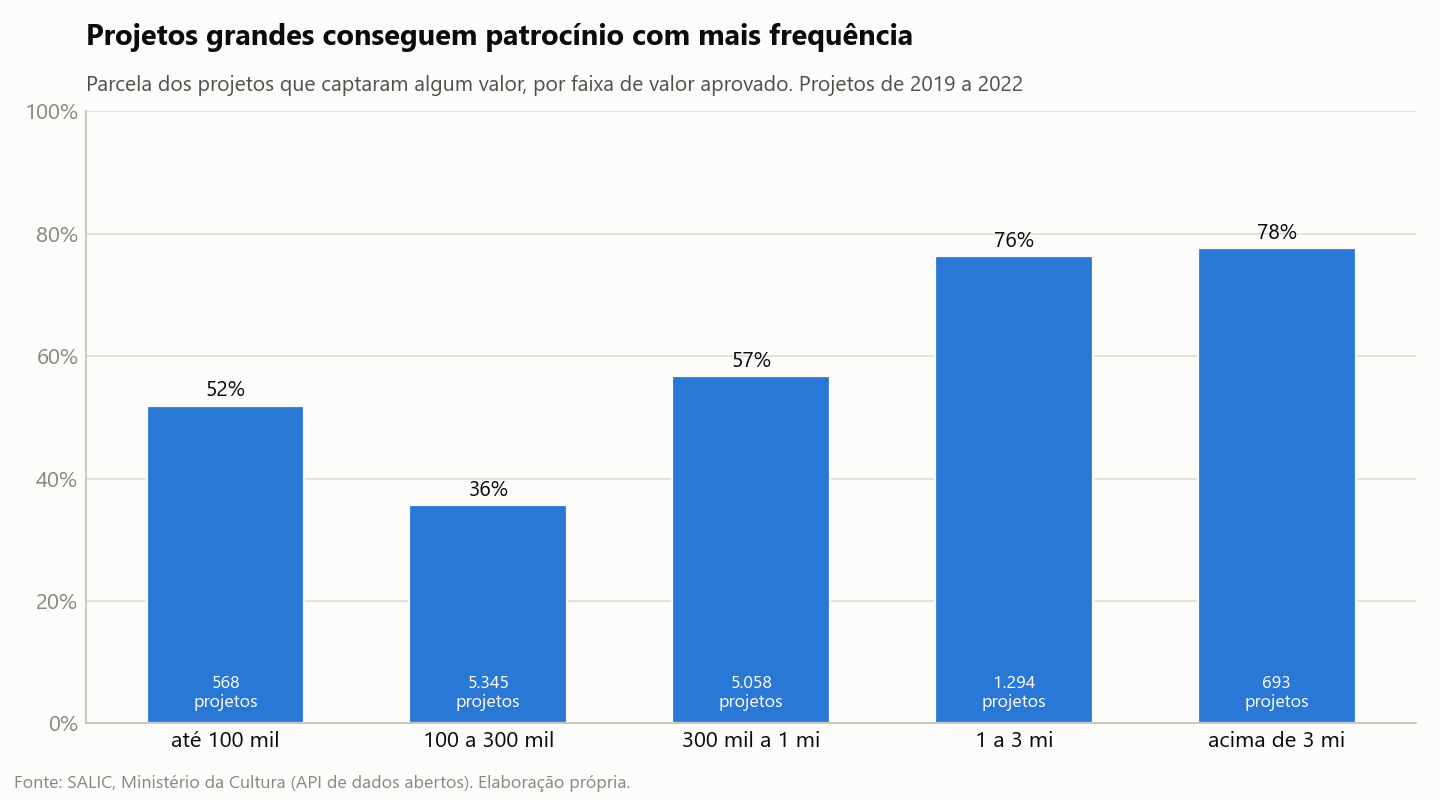 Projetos grandes conseguem patrocínio com mais frequência
Parcela dos projetos que captaram algum valor, por faixa de valor aprovado. Projetos de 2019 a 2022
100%
80%
60%
40%
20%
0%
52%
36%
57%
76%
78%
568
projetos
5.345
projetos
5.058
projetos
1.294
projetos
693
projetos
até 100 mil
100 a 300 mil
300 mil a 1 mi
1 a 3 mi
acima de 3 mi
Fonte: SALIC, Ministério da Cultura (API de dados abertos). Elaboração própria.